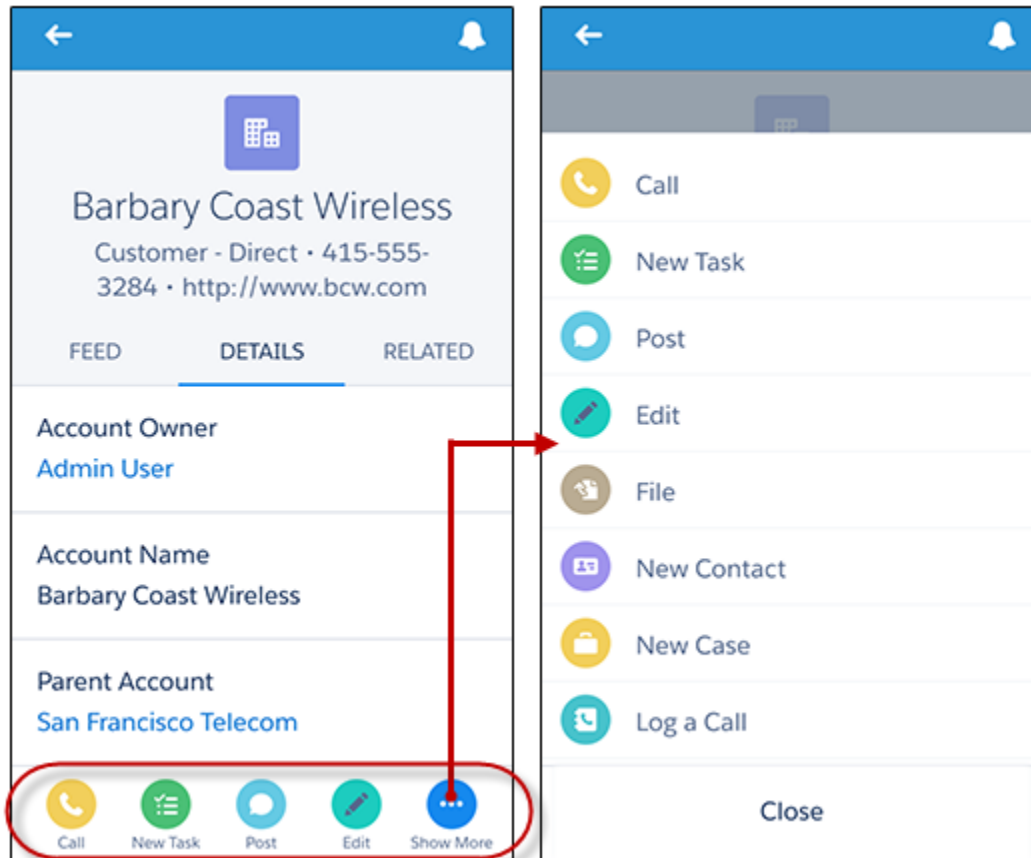 Barbary Coast Wireless
Customer - Direct • 415-555-
3284 • http://www.bcw.com
FEED DETAILS RELATED
Account Owner
Admin User
Account Name
Barbary Coast Wireless
Parent Account
San Francisco Telecom
Call New Task Post Edit Show More
Call
New Task
Post
Edit
File
New Contact
New Case
Log a Call
Close